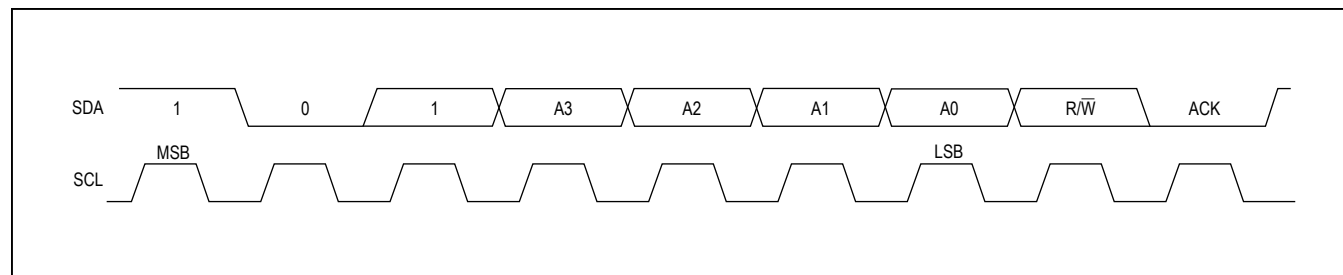 SDA 1 0 1 A3 A2 A1 A0 R/W̅ ACK
MSB LSB
SCL